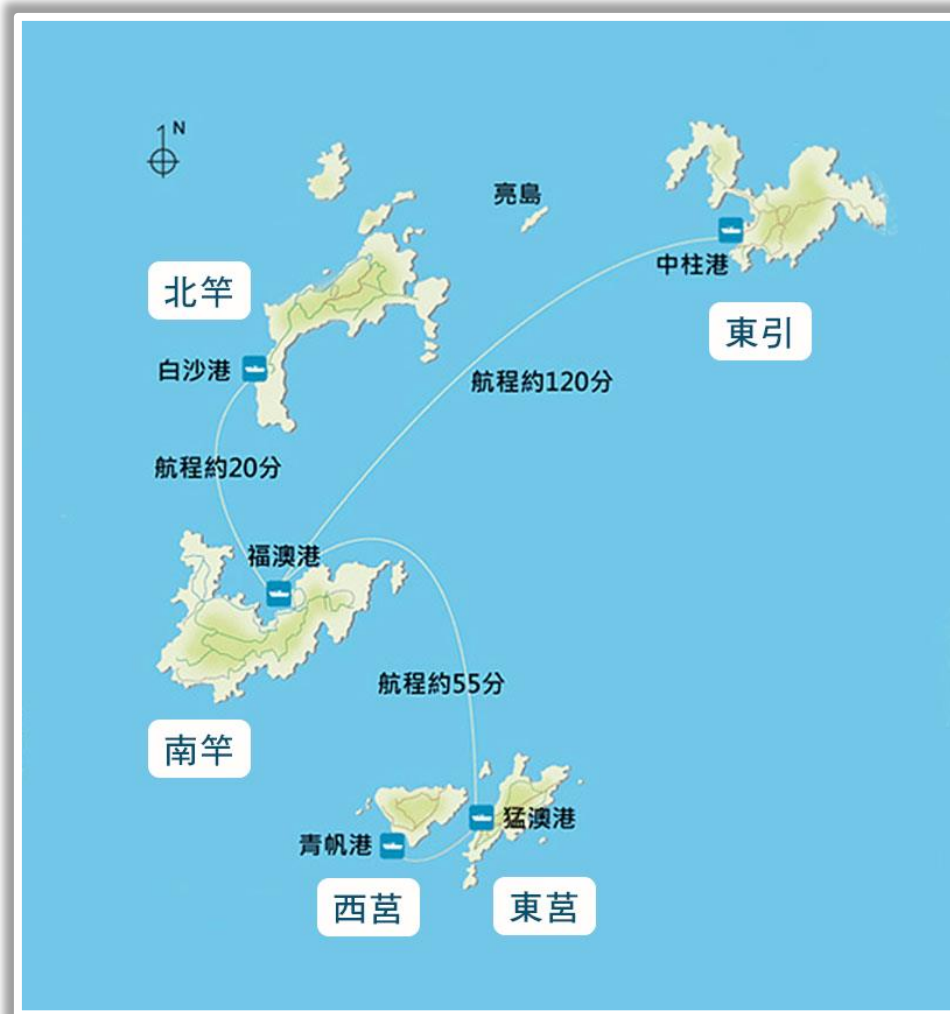 N
亮島
中柱港
北竿
東引
白沙港
航程約120分
航程約20分
福澳港
航程約55分
南竿
猛澳港
青帆港
西莒
東莒